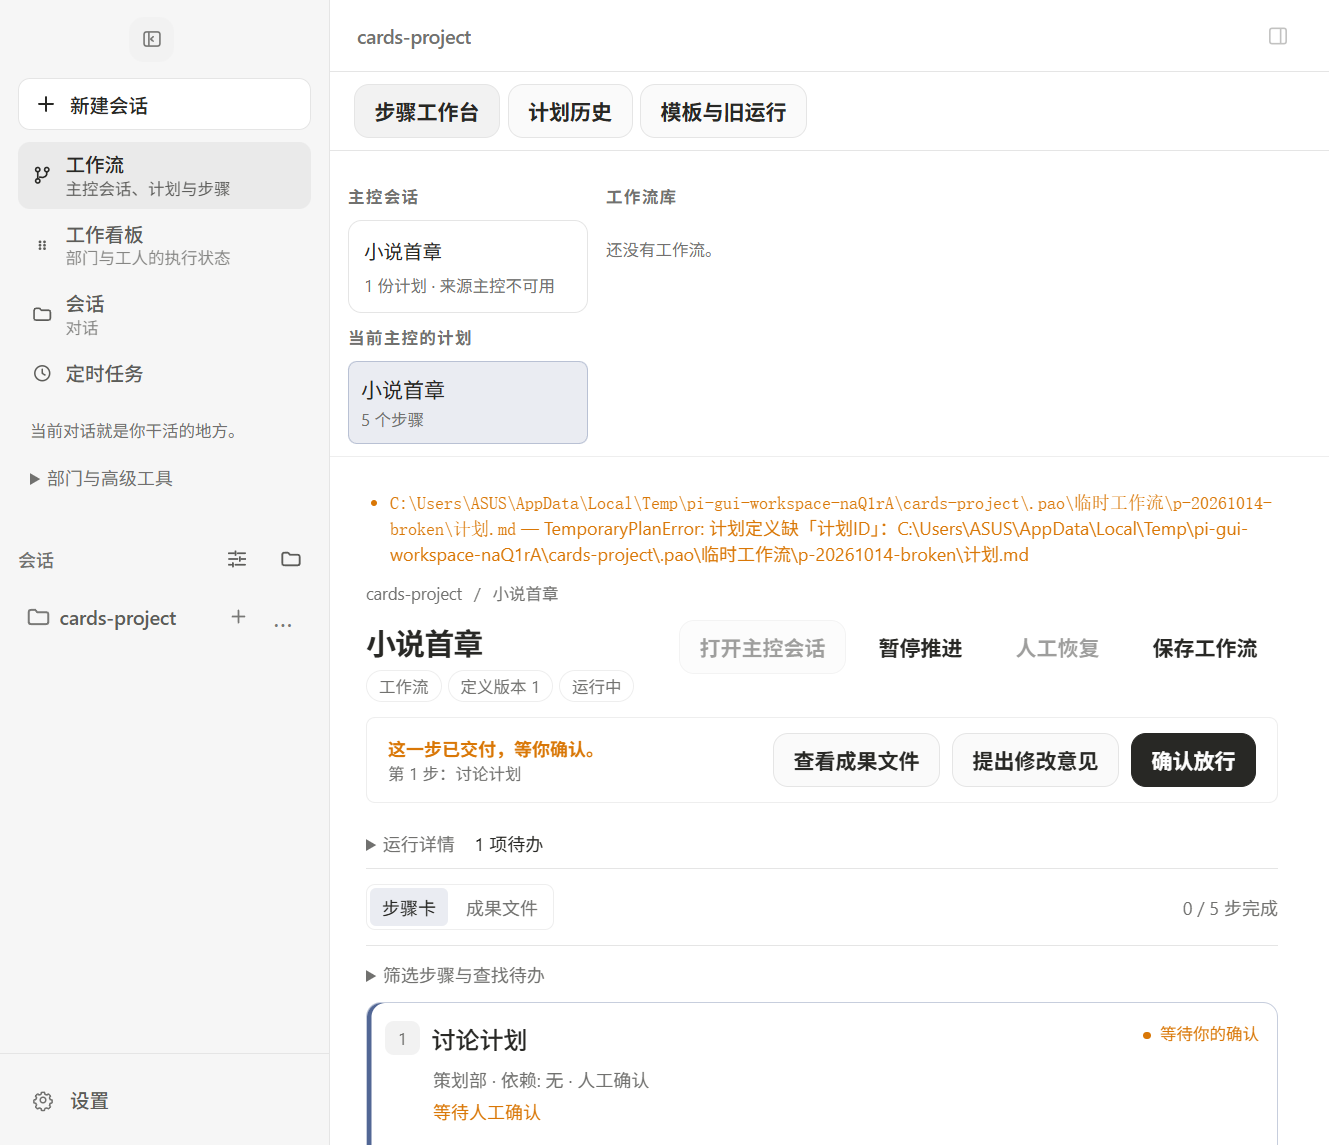 新建会话
工作流
主控会话、计划与步骤
工作看板
部门与工人的执行状态
会话
对话
定时任务
当前对话就是你干活的地方。
部门与高级工具
会话
cards-project
设置
cards-project
步骤工作台
计划历史
模板与旧运行
主控会话
工作流库
小说首章
1 份计划 · 来源主控不可用
还没有工作流。
当前主控的计划
小说首章
5 个步骤
C:\Users\ASUS\AppData\Local\Temp\pi-gui-workspace-naQ1rA\cards-project\.pao\临时工作流\p-20261014-
broken\计划.md — TemporaryPlanError: 计划定义缺「计划ID」: C:\Users\ASUS\AppData\Local\Temp\pi-gui-
workspace-naQ1rA\cards-project\.pao\临时工作流\p-20261014-broken\计划.md
cards-project / 小说首章
小说首章
打开主控会话
暂停推进
人工恢复
保存工作流
工作流
定义版本 1
运行中
这一步已交付，等你确认。
第 1 步：讨论计划
查看成果文件
提出修改意见
确认放行
运行详情
1 项待办
步骤卡
成果文件
0 / 5 步完成
筛选步骤与查找待办
1
讨论计划
等待你的确认
策划部 · 依赖: 无 · 人工确认
等待人工确认